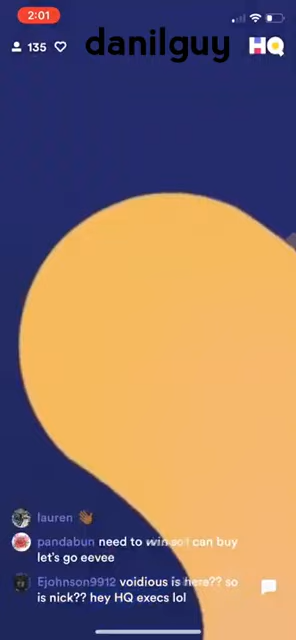 2:01
135
danilguy
HQ
lauren 👋🏾
pandabun need to win so I can buy
let's go eevee
Ejohnson9912 voidious is here?? so
is nick?? hey HQ execs lol